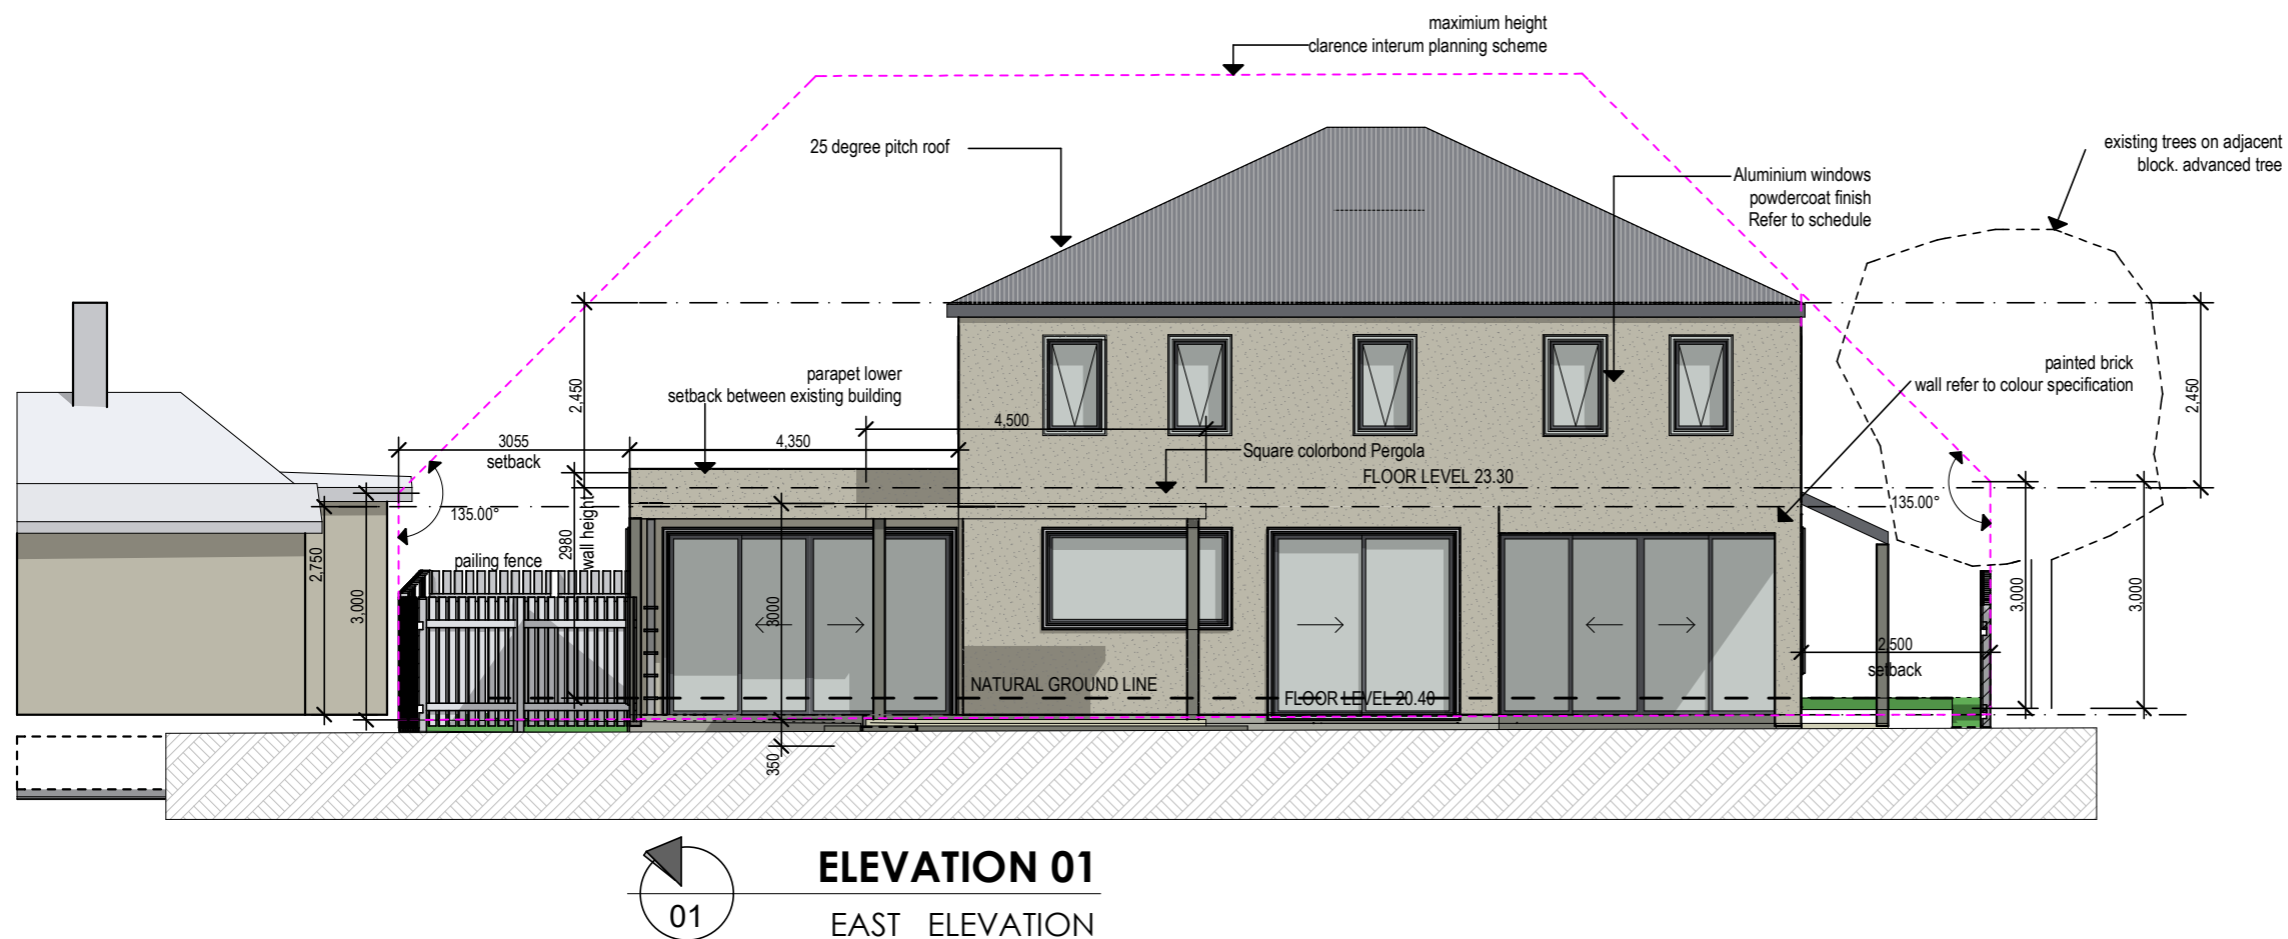 maximium height
clarence interum planning scheme
25 degree pitch roof
existing trees on adjacent
block. advanced tree
Aluminium windows
powdercoat finish
Refer to schedule
painted brick
wall refer to colour specification
parapet lower
setback between existing building
2,450
2,450
4,500
3055
setback
4,350
Square colorbond Pergola
FLOOR LEVEL 23.30
135.00°
135.00°
wall height
2980
pailing fence
2,750
3,000
3000
3,000
3,000
2,500
setback
NATURAL GROUND LINE
FLOOR LEVEL 20.40
350
ELEVATION 01
01
EAST ELEVATION